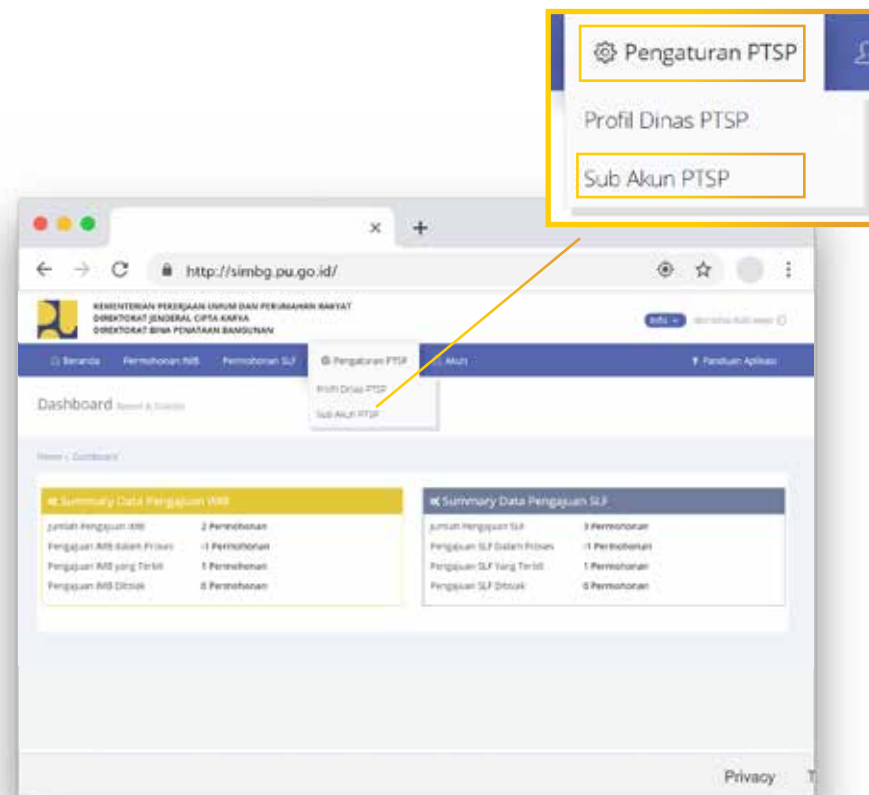 Pengaturan PTSP
Profil Dinas PTSP
Sub Akun PTSP
http://simbg.pu.go.id/
KEMENTERIAN PEKERJAAN UMUM DAN PERUMAHAN RAKYAT
DIREKTORAT JENDERAL CIPTA KARYA
DIREKTORAT BINA PENATAAN BANGUNAN
Info
Beranda Permohonan IMB Permohonan SLF Pengaturan PTSP Akun Panduan Aplikasi
Profil Dinas PTSP
Dashboard
Sub Akun PTSP
Home / Dashboard
Summary Data Pengajuan IMB
Jumlah Pengajuan IMB 2 Permohonan
Pengajuan IMB Dalam Proses -1 Permohonan
Pengajuan IMB yang Terbit 1 Permohonan
Pengajuan IMB Ditolak 0 Permohonan
Summary Data Pengajuan SLF
Jumlah Pengajuan SLF 3 Permohonan
Pengajuan SLF Dalam Proses -1 Permohonan
Pengajuan SLF Yang Terbit 1 Permohonan
Pengajuan SLF Ditolak 0 Permohonan
Privacy T